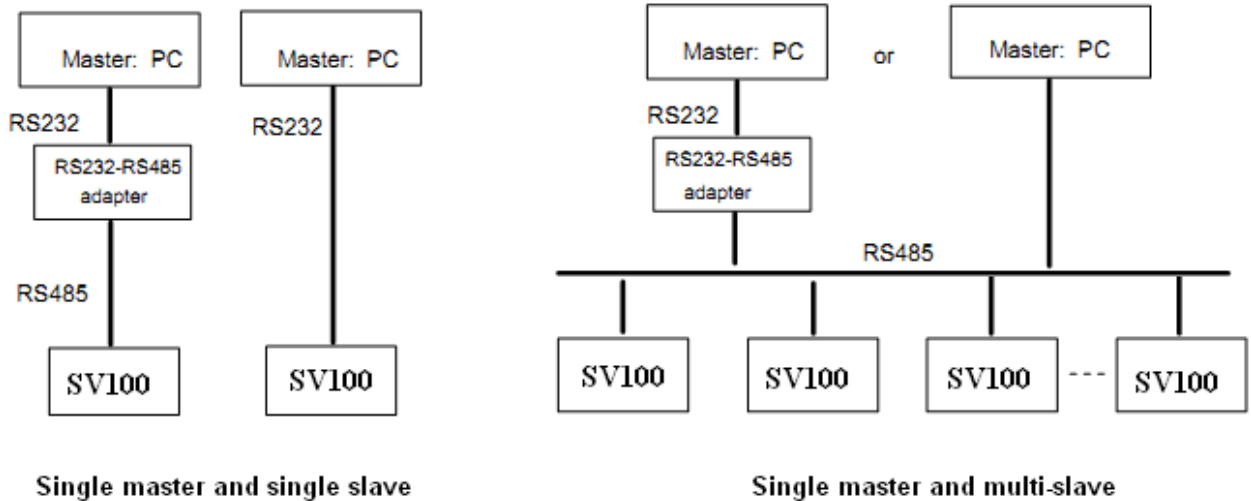 Master: PC
RS232
RS232-RS485
adapter
RS485
SV100
Master: PC
RS232
SV100
Single master and single slave
Master: PC
or
Master: PC
RS232
RS232-RS485
adapter
RS485
SV100
SV100
SV100
---
SV100
Single master and multi-slave